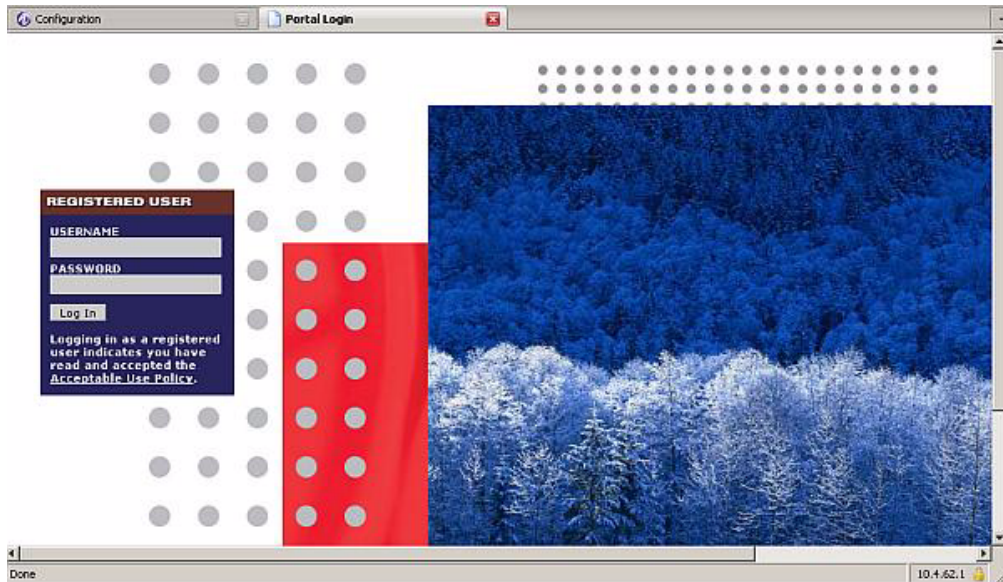 Configuration
Portal Login
REGISTERED USER
USERNAME
PASSWORD
Log In
Logging in as a registered
user indicates you have
read and accepted the
Acceptable Use Policy.
Done
10.4.62.1